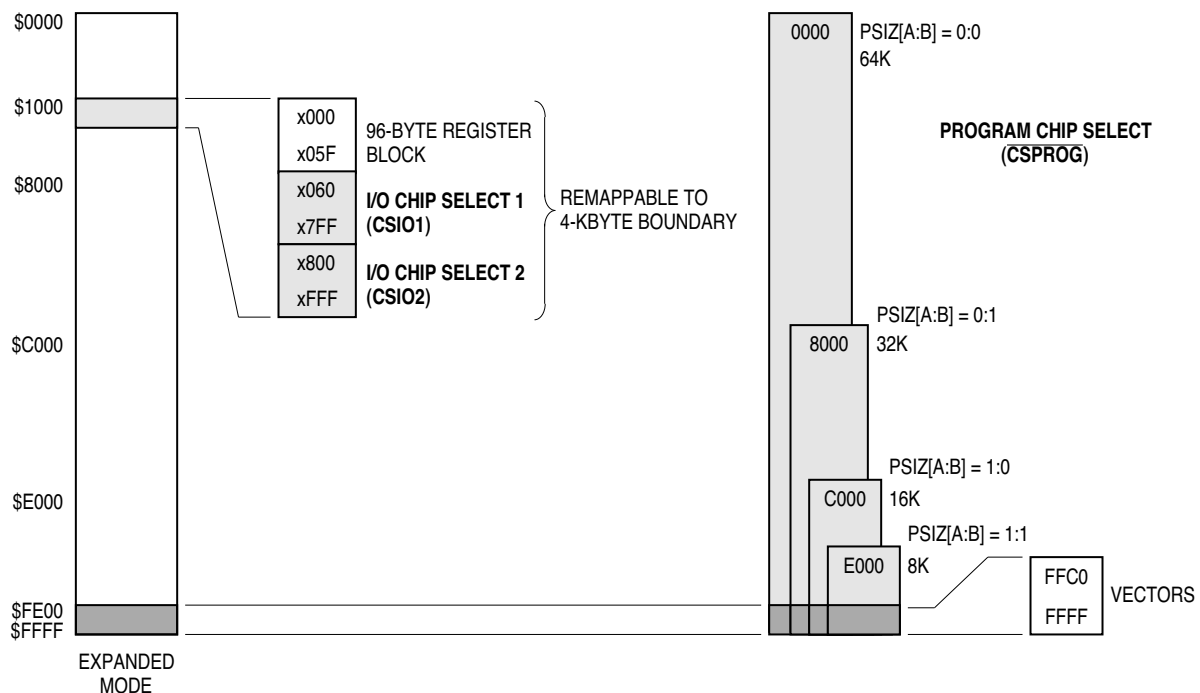 $0000
$1000
$8000
$C000
$E000
$FE00
$FFFF
EXPANDED
MODE
x000
x05F
96-BYTE REGISTER
BLOCK
x060
x7FF
I/O CHIP SELECT 1
(CSIO1)
x800
xFFF
I/O CHIP SELECT 2
(CSIO2)
REMAPPABLE TO
4-KBYTE BOUNDARY
0000
PSIZ[A:B] = 0:0
64K
PROGRAM CHIP SELECT
(CSPROG)
8000
PSIZ[A:B] = 0:1
32K
C000
PSIZ[A:B] = 1:0
16K
E000
PSIZ[A:B] = 1:1
8K
FFC0
FFFF
VECTORS